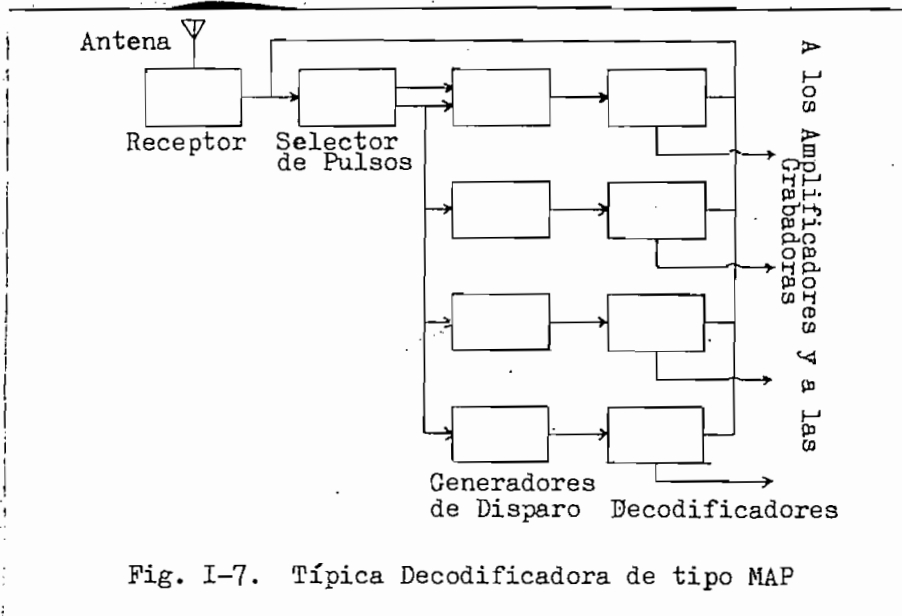 Antena
Receptor
Selector
de Pulsos
Generadores
de Disparo
Decodificadores
A los Amplificadores y a las
Grabadoras
Fig. I-7. Típica Decodificadora de tipo MAP